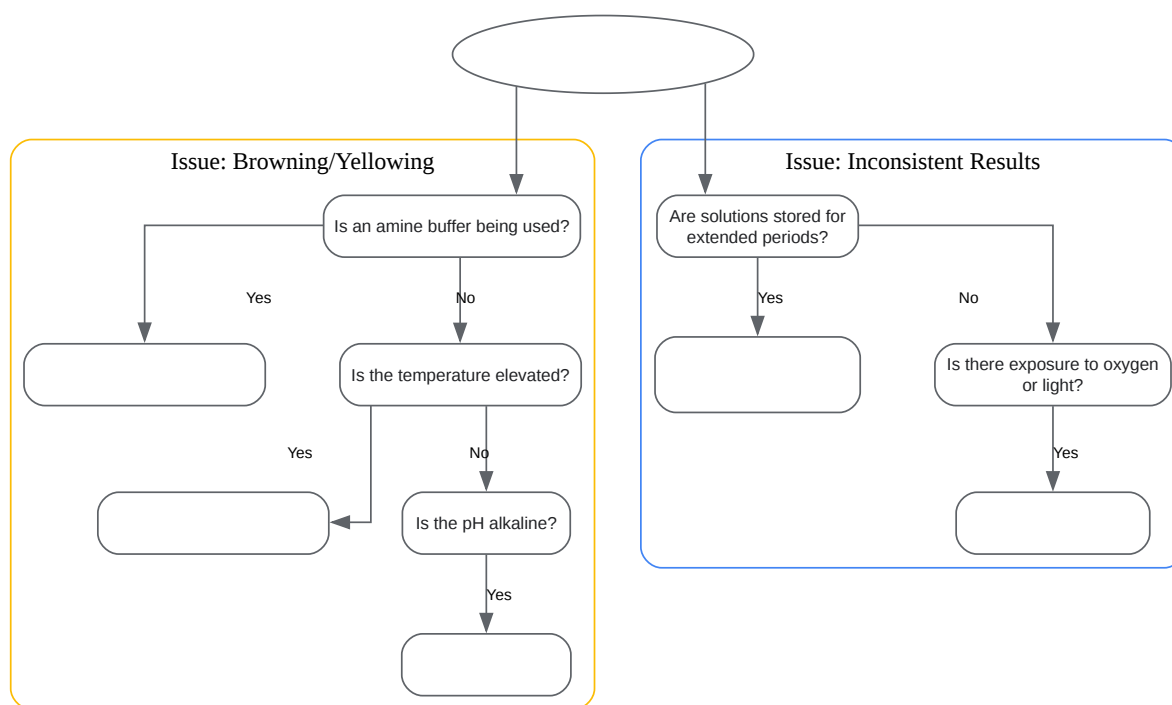 Issue: Browning/Yellowing
Is an amine buffer being used?
Yes
No
Is the temperature elevated?
Yes
No
Is the pH alkaline?
Yes
Issue: Inconsistent Results
Are solutions stored for
extended periods?
Yes
No
Is there exposure to oxygen
or light?
Yes